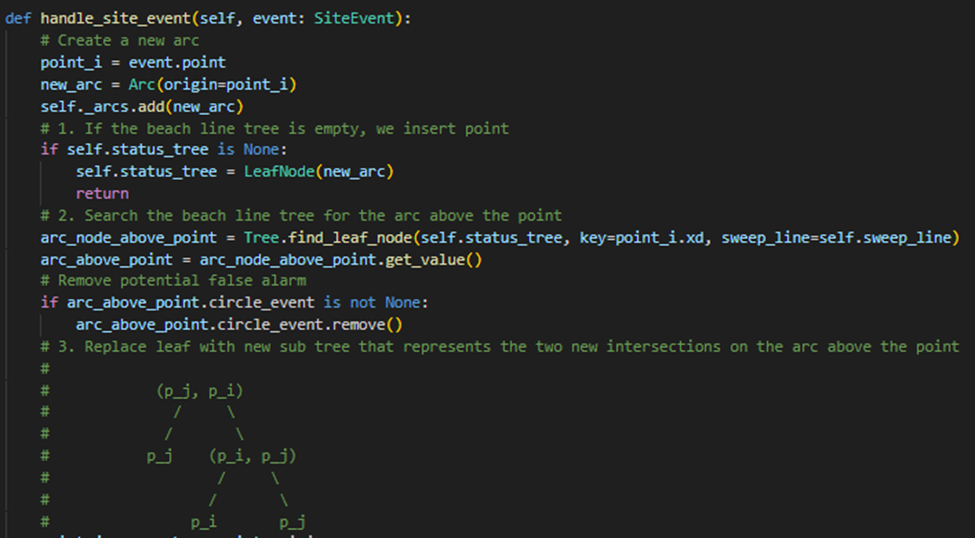 def handle_site_event(self, event: SiteEvent):
    # Create a new arc
    point_i = event.point
    new_arc = Arc(origin=point_i)
    self._arcs.add(new_arc)
    # 1. If the beach line tree is empty, we insert point
    if self.status_tree is None:
        self.status_tree = LeafNode(new_arc)
        return
    # 2. Search the beach line tree for the arc above the point
    arc_node_above_point = Tree.find_leaf_node(self.status_tree, key=point_i.xd, sweep_line=self.sweep_line)
    arc_above_point = arc_node_above_point.get_value()
    # Remove potential false alarm
    if arc_above_point.circle_event is not None:
        arc_above_point.circle_event.remove()
    # 3. Replace leaf with new sub tree that represents the two new intersections on the arc above the point
    #
    #            (p_j, p_i)
    #              /     \
    #             /       \
    #           p_j    (p_i, p_j)
    #                   /     \
    #                  /       \
    #                p_i       p_j